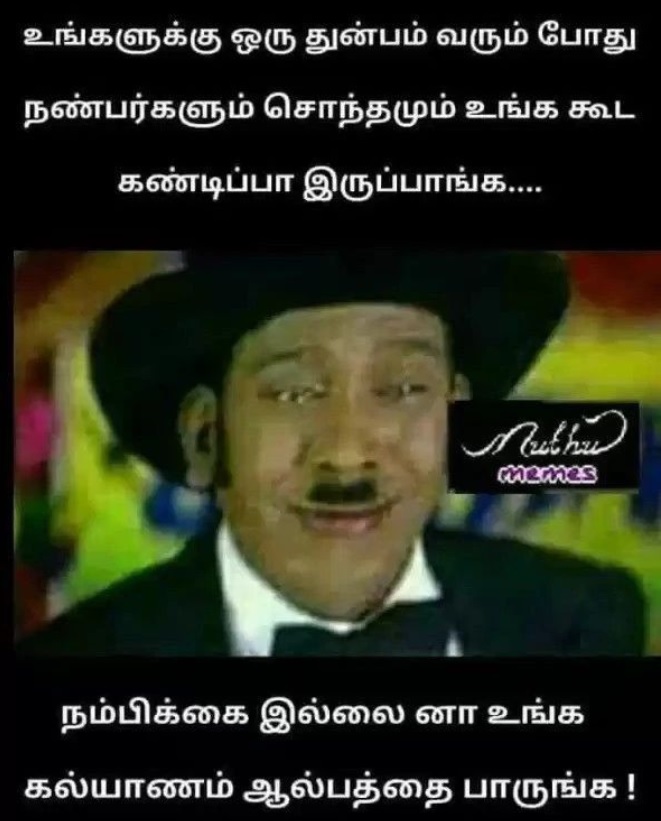 உங்களுக்கு ஒரு துன்பம் வரும் போது
நண்பர்களும் சொந்தமும் உங்க கூட
கண்டிப்பா இருப்பாங்க....
Muthu
memes
நம்பிக்கை இல்லை னா உங்க
கல்யாணம் ஆல்பத்தை பாருங்க !